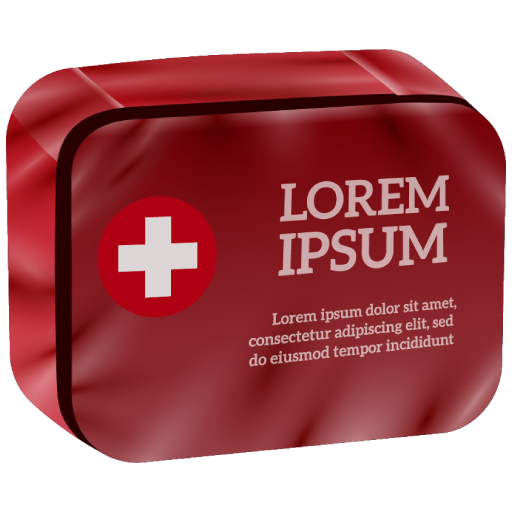 LOREM
IPSUM
Lorem ipsum dolor sit amet,
consectetur adipiscing elit, sed
do eiusmod tempor incididunt